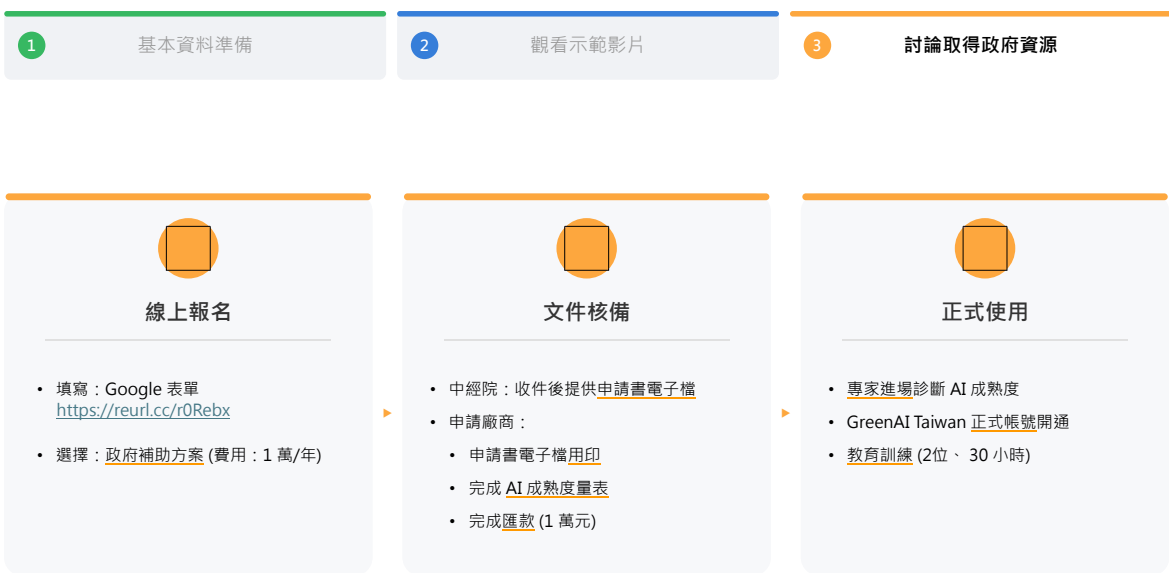 1
基本資料準備
2
觀看示範影片
3
討論取得政府資源
線上報名
• 填寫：Google 表單
https://reurl.cc/r0Rebx
• 選擇：政府補助方案 (費用：1 萬/年)
文件核備
• 中經院：收件後提供申請書電子檔
• 申請廠商：
• 申請書電子檔用印
• 完成 AI 成熟度量表
• 完成匯款 (1 萬元)
正式使用
• 專家進場診斷 AI 成熟度
• GreenAI Taiwan 正式帳號開通
• 教育訓練 (2位、 30 小時)